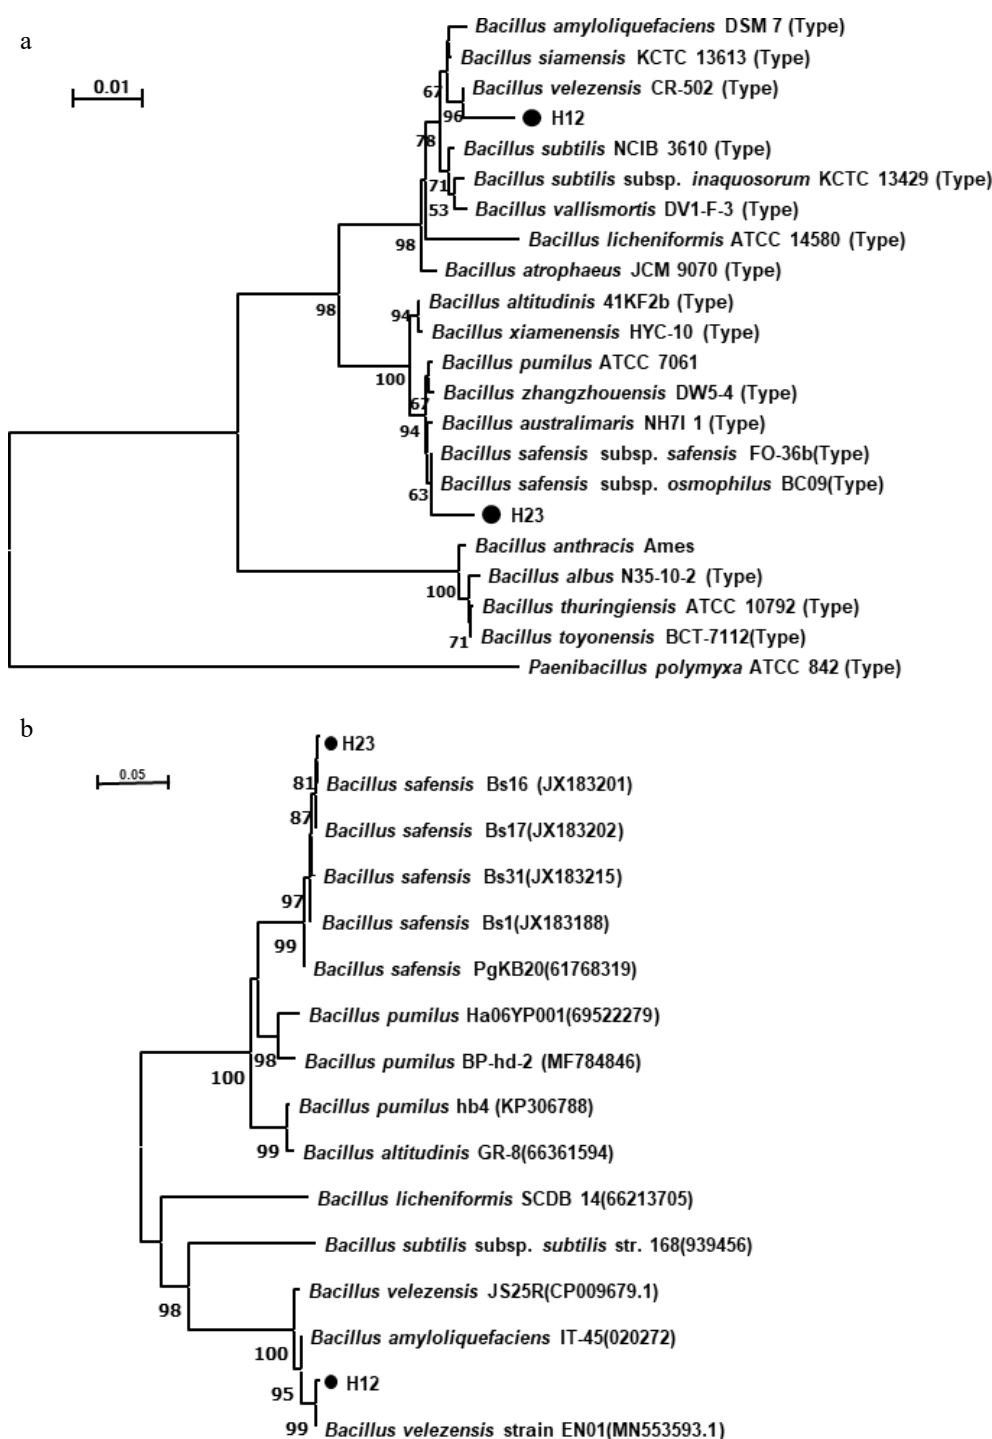 a
Bacillus amyloliquefaciens DSM 7 (Type)
Bacillus siamensis KCTC 13613 (Type)
0.01
Bacillus velezensis CR-502 (Type)
67
96
H12
78
Bacillus subtilis NCIB 3610 (Type)
71
Bacillus subtilis subsp. inaquosorum KCTC 13429 (Type)
53
Bacillus vallismortis DV1-F-3 (Type)
98
Bacillus licheniformis ATCC 14580 (Type)
Bacillus atrophaeus JCM 9070 (Type)
98
94
Bacillus altitudinis 41KF2b (Type)
Bacillus xiamenensis HYC-10 (Type)
Bacillus pumilus ATCC 7061
100
Bacillus zhangzhouensis DW5-4 (Type)
67
94
Bacillus australimaris NH7I 1 (Type)
Bacillus safensis subsp. safensis FO-36b(Type)
Bacillus safensis subsp. osmophilus BC09(Type)
63
H23
Bacillus anthracis Ames
Bacillus albus N35-10-2 (Type)
100
Bacillus thuringiensis ATCC 10792 (Type)
71
Bacillus toyonensis BCT-7112(Type)
Paenibacillus polymyxa ATCC 842 (Type)
b
H23
0.05
81
Bacillus safensis Bs16 (JX183201)
87
Bacillus safensis Bs17(JX183202)
Bacillus safensis Bs31(JX183215)
97
Bacillus safensis Bs1(JX183188)
99
Bacillus safensis PgKB20(61768319)
Bacillus pumilus Ha06YP001(69522279)
98
Bacillus pumilus BP-hd-2 (MF784846)
100
Bacillus pumilus hb4 (KP306788)
99
Bacillus altitudinis GR-8(66361594)
Bacillus licheniformis SCDB 14(66213705)
Bacillus subtilis subsp. subtilis str. 168(939456)
98
Bacillus velezensis JS25R(CP009679.1)
Bacillus amyloliquefaciens IT-45(020272)
100
H12
95
99
Bacillus velezensis strain EN01(MN553593.1)